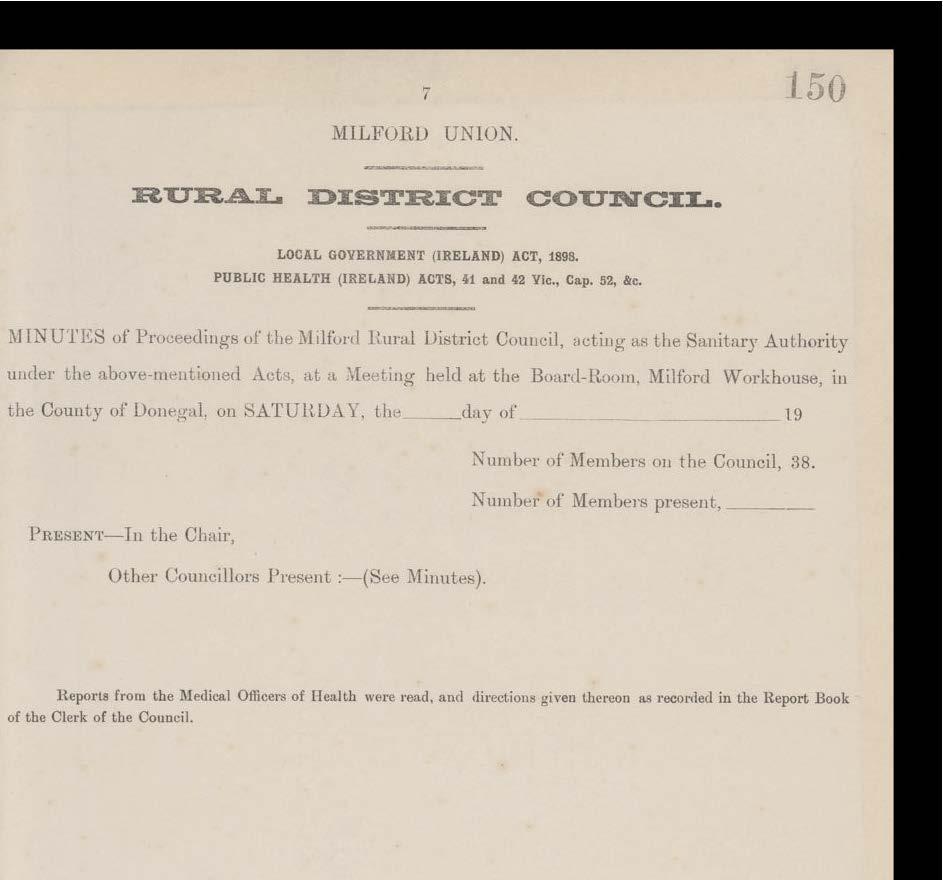 150
7
MILFORD UNION.
RURAL DISTRICT COUNCIL.
LOCAL GOVERNMENT (IRELAND) ACT, 1898.
PUBLIC HEALTH (IRELAND) ACTS, 41 and 42 Vic., Cap. 52, &c.
MINUTES of Proceedings of the Milford Rural District Council, acting as the Sanitary Authority
under the above-mentioned Acts, at a Meeting held at the Board-Room, Milford Workhouse, in
the County of Donegal, on SATURDAY, the______day of __________________________ 19
Number of Members on the Council, 38.
Number of Members present, _________
PRESENT—In the Chair,
Other Councillors Present :—(See Minutes).
Reports from the Medical Officers of Health were read, and directions given thereon as recorded in the Report Book
of the Clerk of the Council.